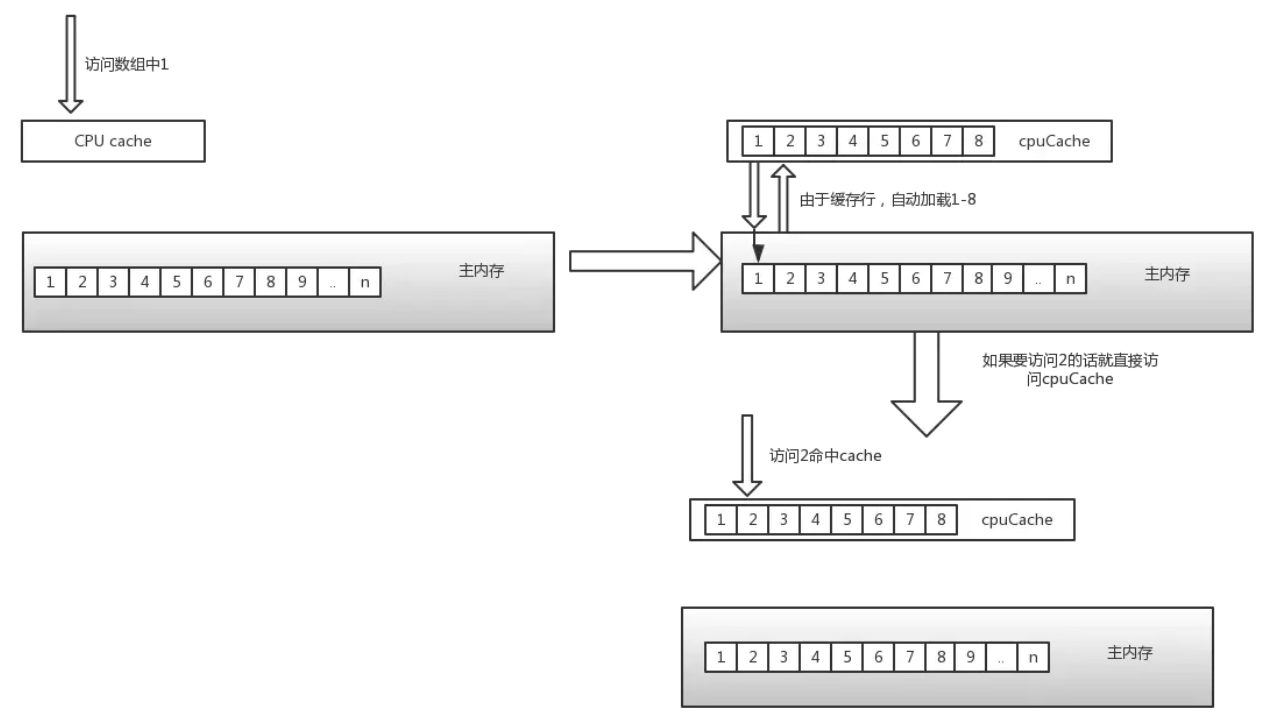 访问数组中1
CPU cache
1 2 3 4 5 6 7 8 9 .. n
主内存
1 2 3 4 5 6 7 8
cpuCache
由于缓存行，自动加载1-8
1 2 3 4 5 6 7 8 9 .. n
主内存
如果要访问2的话就直接访
问cpuCache
访问2命中cache
1 2 3 4 5 6 7 8
cpuCache
1 2 3 4 5 6 7 8 9 .. n
主内存